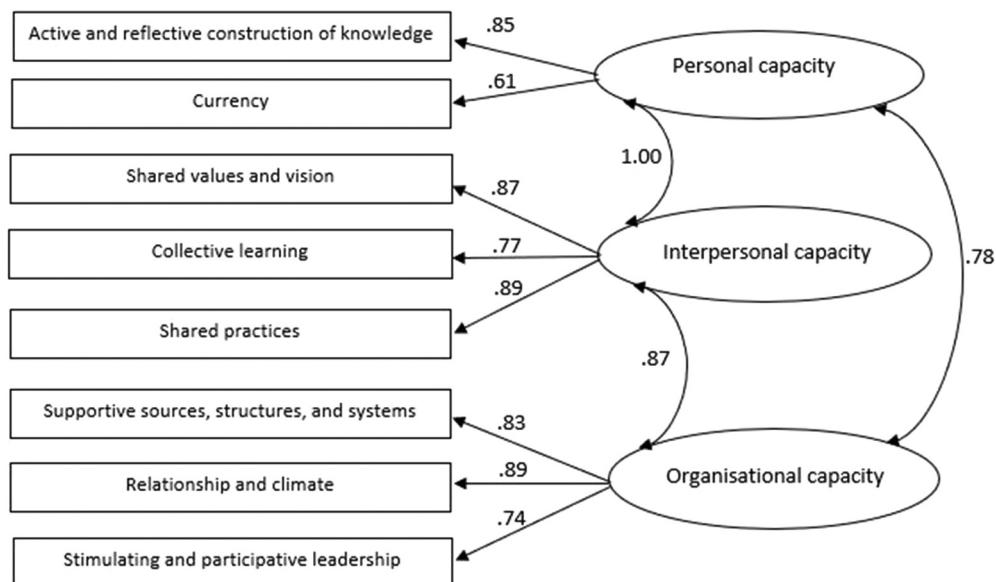 Active and reflective construction of knowledge
.85
Personal capacity
.61
Currency
1.00
Shared values and vision
.87
Collective learning
.77
Interpersonal capacity
.78
.89
Shared practices
.87
Supportive sources, structures, and systems
.83
Relationship and climate
.89
Organisational capacity
.74
Stimulating and participative leadership